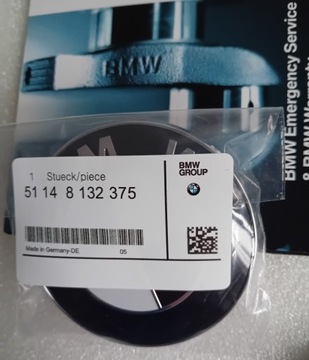 BMW
BMW Emergency Service
& BMW Warranty
BMW
1 Stueck/piece
51 14 8 132 375
BMW
GROUP
Made in Germany-DE
05